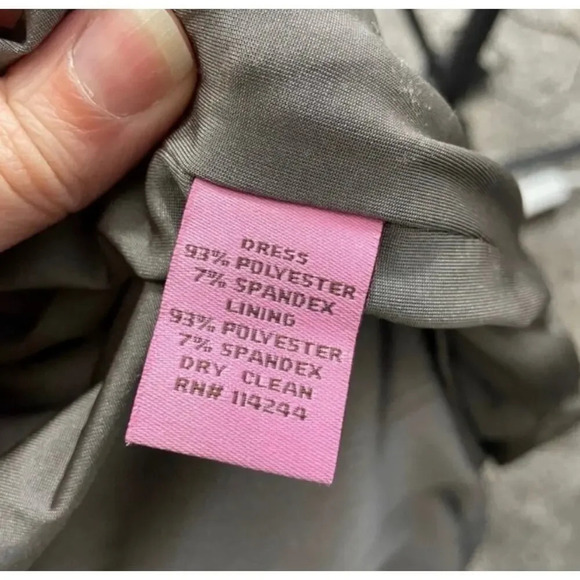 DRESS
93% POLYESTER
7% SPANDEX
LINING
93% POLYESTER
7% SPANDEX
DRY CLEAN
RN# 114244